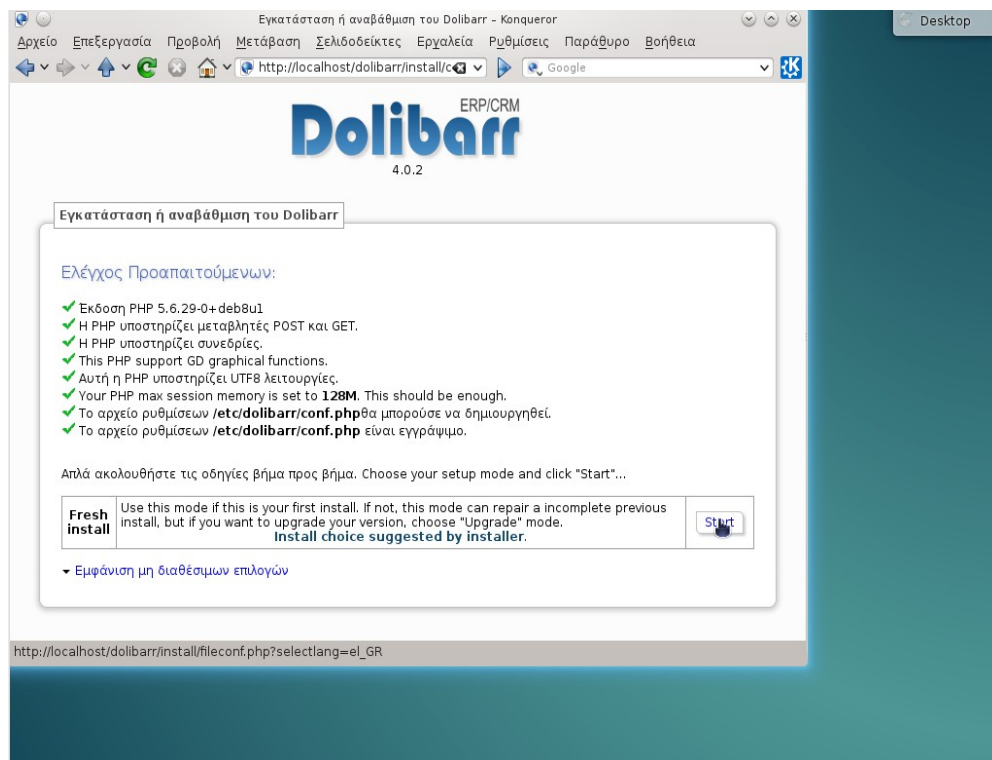 Εγκατάσταση ή αναβάθμιση του Dolibarr – Konqueror
Desktop
Αρχείο Επεξεργασία Προβολή Μετάβαση Σελιδοδείκτες Εργαλεία Ρυθμίσεις Παράθυρο Βοήθεια
http://localhost/dolibarr/install/c
Google
ERP/CRM
Dolibarr
4.0.2
Εγκατάσταση ή αναβάθμιση του Dolibarr
Ελέγχος Προαπαιτούμενων:
Έκδοση PHP 5.6.29-0+deb8u1
Η PHP υποστηρίζει μεταβλητές POST και GET.
Η PHP υποστηρίζει συνεδρίες.
This PHP support GD graphical functions.
Αυτή η PHP υποστηρίζει UTF8 λειτουργίες.
Your PHP max session memory is set to 128M. This should be enough.
Το αρχείο ρυθμίσεων /etc/dolibarr/conf.phpθα μπορούσε να δημιουργηθεί.
Το αρχείο ρυθμίσεων /etc/dolibarr/conf.php είναι εγγράψιμο.
Απλά ακολουθήστε τις οδηγίες βήμα προς βήμα. Choose your setup mode and click "Start"...
Fresh install
Use this mode if this is your first install. If not, this mode can repair a incomplete previous
install, but if you want to upgrade your version, choose "Upgrade" mode.
Install choice suggested by installer.
Start
Εμφάνιση μη διαθέσιμων επιλογών
http://localhost/dolibarr/install/fileconf.php?selectlang=el_GR